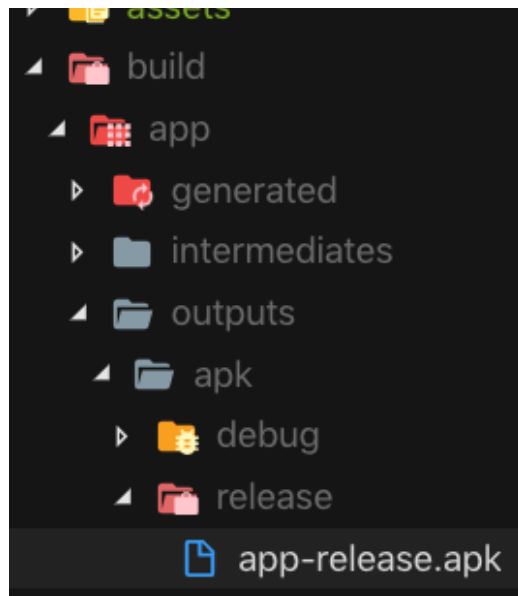 assets
build
app
generated
intermediates
outputs
apk
debug
release
app-release.apk